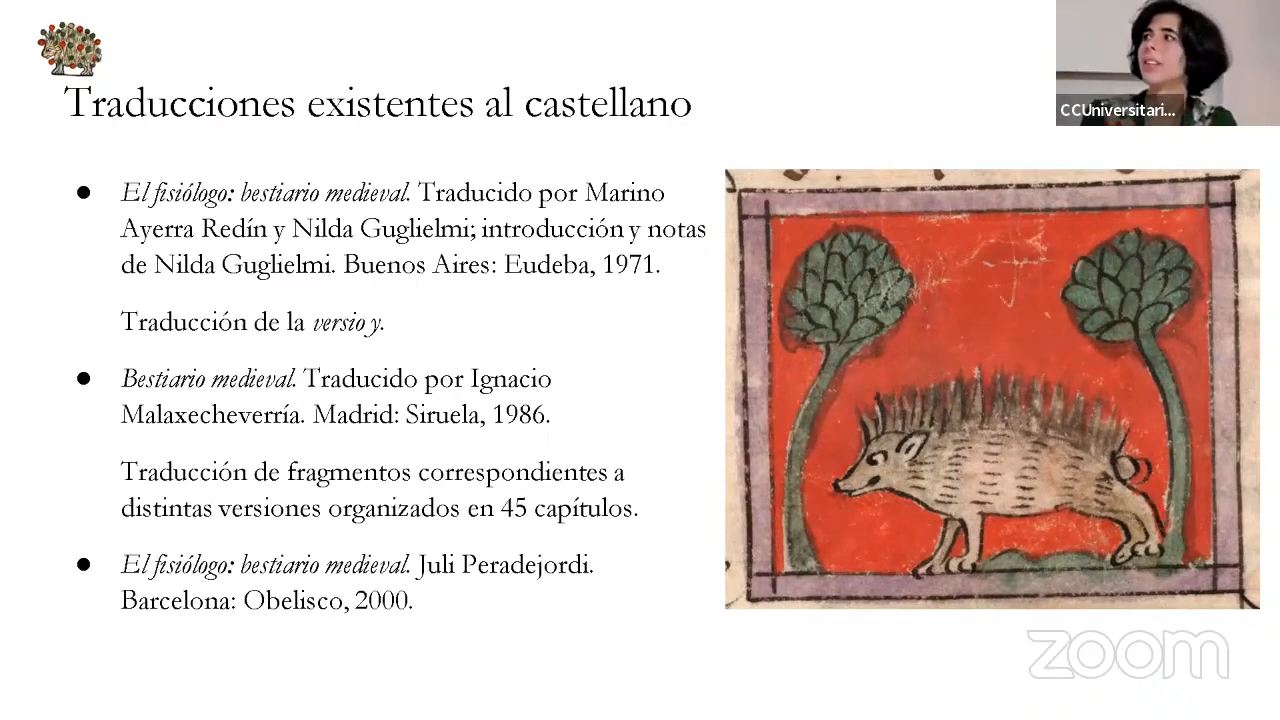 Traducciones existentes al castellano
CCUniversitari...
● El fisiólogo: bestiario medieval. Traducido por Marino
Ayerra Redín y Nilda Guglielmi; introducción y notas
de Nilda Guglielmi. Buenos Aires: Eudeba, 1971.
Traducción de la versio y.
● Bestiario medieval. Traducido por Ignacio
Malaxecheverría. Madrid: Siruela, 1986.
Traducción de fragmentos correspondientes a
distintas versiones organizados en 45 capítulos.
● El fisiólogo: bestiario medieval. Juli Peradejordi.
Barcelona: Obelisco, 2000.
zoom